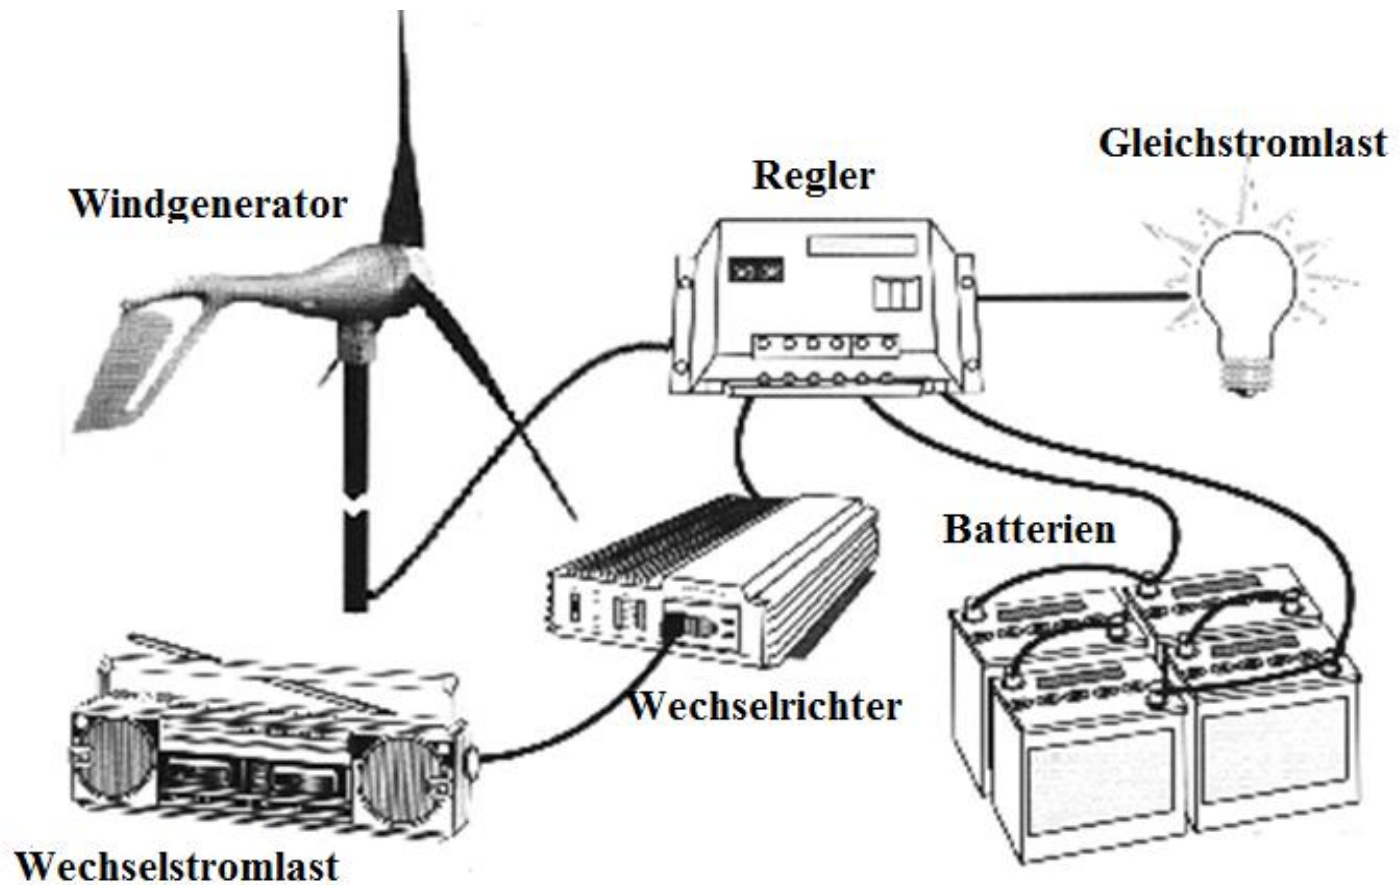 Gleichstromlast
Regler
Windgenerator
Batterien
Wechselrichter
Wechselstromlast